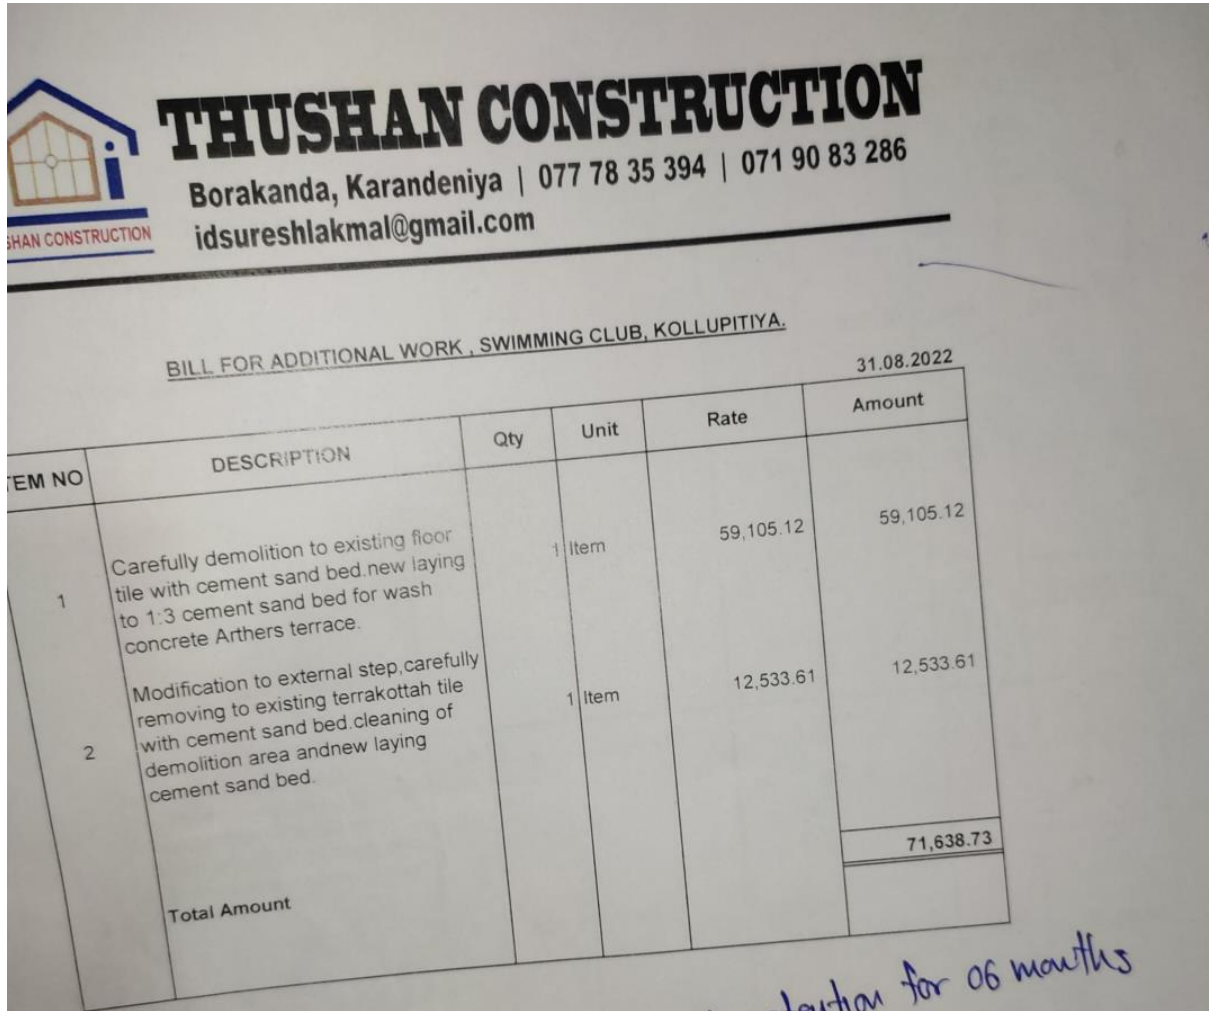 THUSHAN CONSTRUCTION
Borakanda, Karandeniya | 077 78 35 394 | 071 90 83 286
idsureshlakmal@gmail.com
CONSTRUCTION
BILL FOR ADDITIONAL WORK , SWIMMING CLUB, KOLLUPITIYA.
31.08.2022
NO DESCRIPTION Qty Unit Rate Amount
1 Carefully demolition to existing floor
tile with cement sand bed.new laying
to 1:3 cement sand bed for wash
concrete Arthers terrace.
1 Item 59,105.12 59,105.12
2 Modification to external step,carefully
removing to existing terrakottah tile
with cement sand bed.cleaning of
demolition area andnew laying
cement sand bed.
1 Item 12,533.61 12,533.61
Total Amount 71,638.73
for 06 months